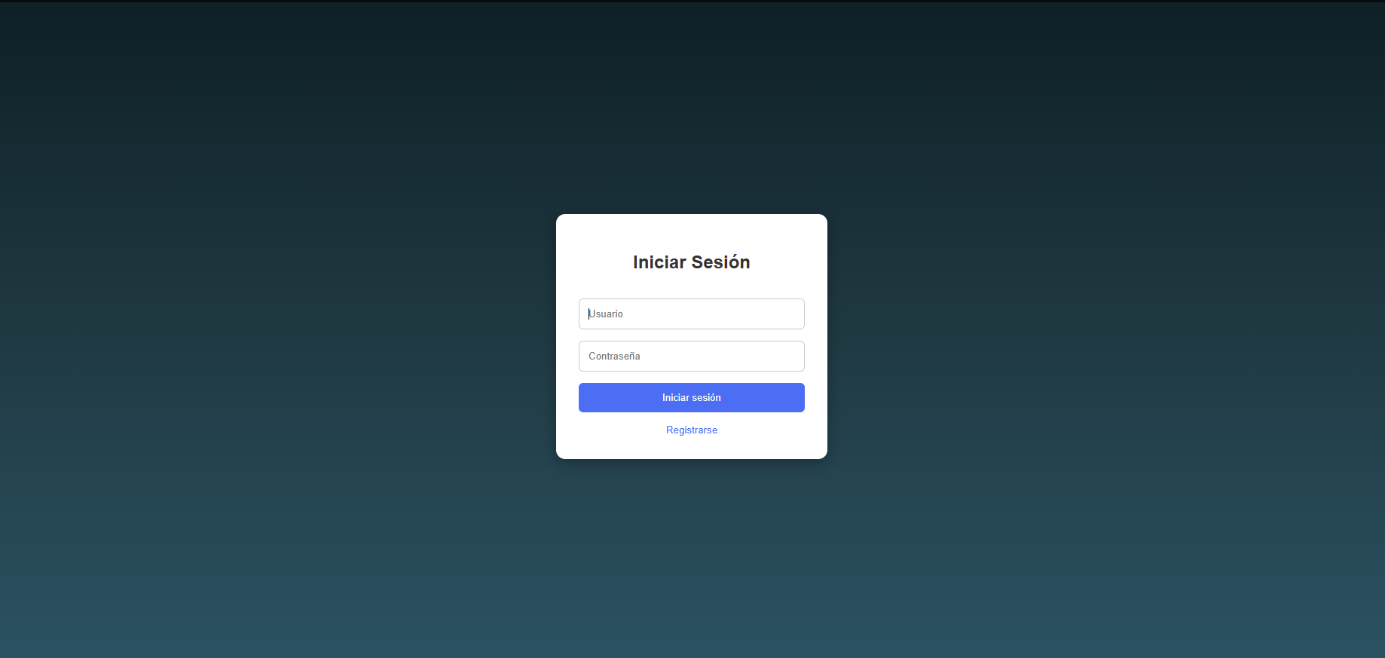 Iniciar Sesión
Usuario
Contraseña
Iniciar sesión
Registrarse